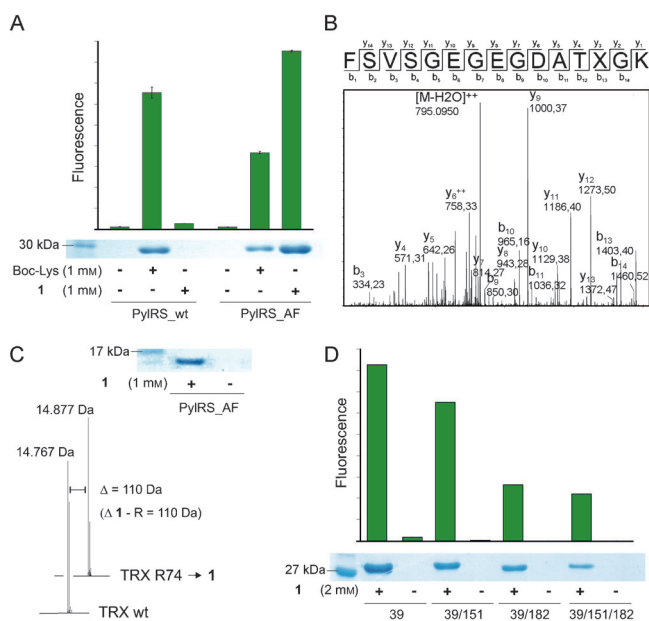 A
Fluorescence
30 kDa
Boc-Lys (1 mM) - + - - + -
1 (1 mM) - - + - - +
PylRS_wt PylRS_AF
B
y14 y13 y12 y11 y10 y9 y8 y7 y6 y5 y4 y3 y2 y1
F S V S G E G E G D A T X G K
b1 b2 b3 b4 b5 b6 b7 b8 b9 b10 b11 b12 b13 b14
[M-H2O]++
795.0950
y9
1000,37
y6++
758,33
y12
1273,50
y11
1186,40
b10
965,16
b13
1403,40
y4
571,31
y5
642,26
y7
814,27
y8
943,28
y10
1129,38
b14
1460,52
b3
334,23
b9
850,30
b11
1036,32
y13
1372,47
C
17 kDa
1 (1 mM) + -
PylRS_AF
14.877 Da
14.767 Da
Δ = 110 Da
(Δ 1 - R = 110 Da)
TRX R74 → 1
TRX wt
D
Fluorescence
27 kDa
1 (2 mM) + - + - + - + -
39 39/151 39/182 39/151/182